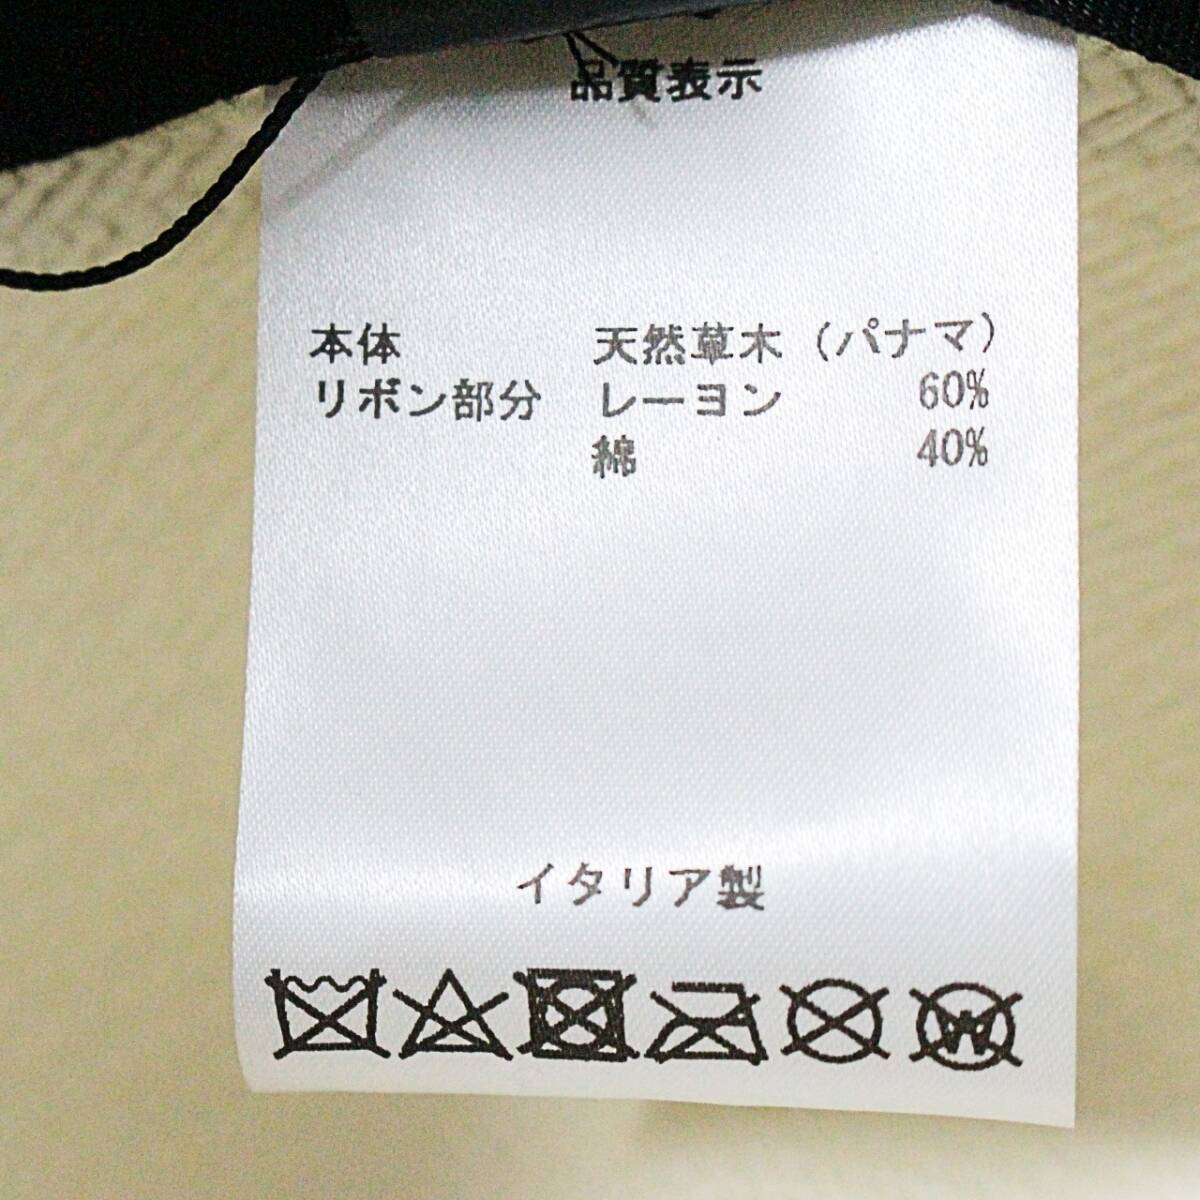 品質表示
本体 天然草木（パナマ）
リボン部分 レーヨン 60%
綿 40%
イタリア製
W